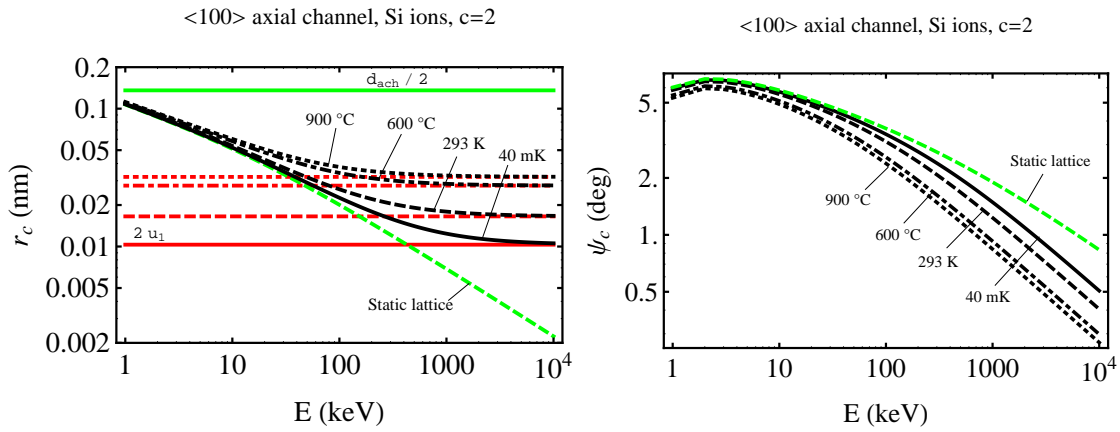 <100> axial channel, Si ions, c=2
0.2
0.1
0.05
0.02
0.01
0.005
0.002
r_c (nm)
d_ach / 2
900 °C
600 °C
293 K
40 mK
2 u_1
Static lattice
1
10
100
1000
10^4
E (keV)
<100> axial channel, Si ions, c=2
5.
2.
1.
0.5
ψ_c (deg)
Static lattice
900 °C
600 °C
293 K
40 mK
1
10
100
1000
10^4
E (keV)